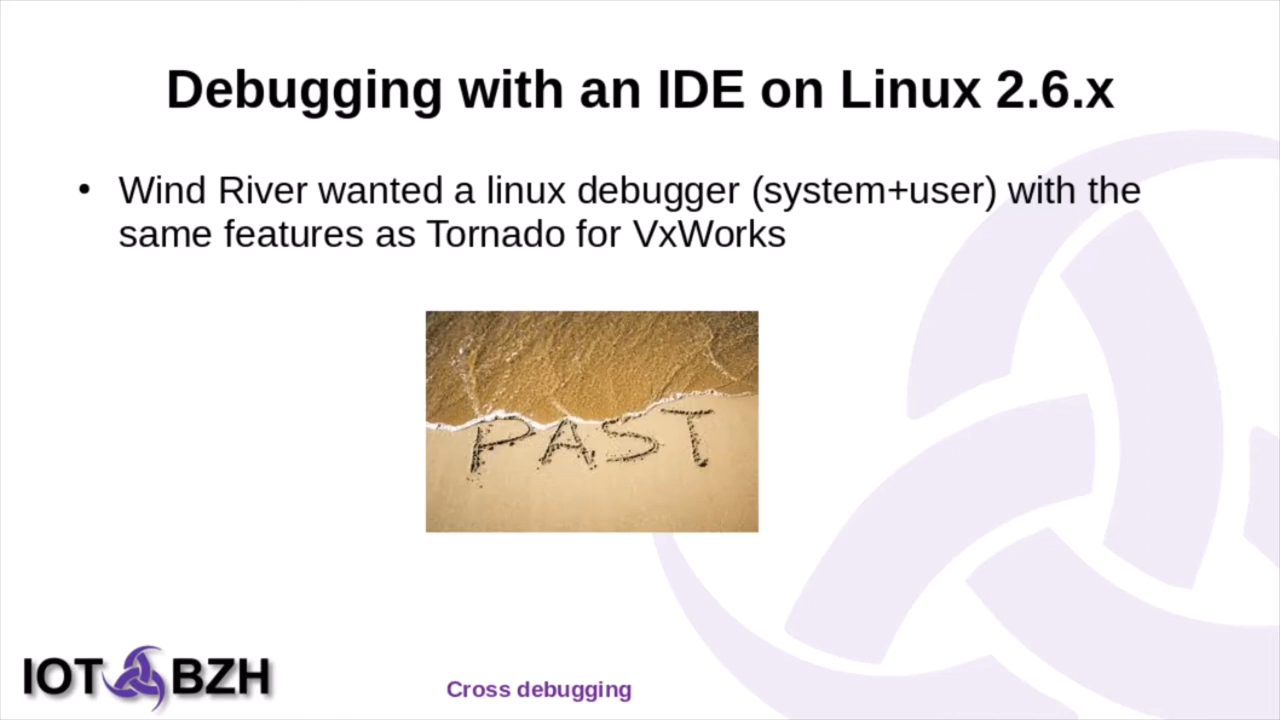 Debugging with an IDE on Linux 2.6.x
• Wind River wanted a linux debugger (system+user) with the
same features as Tornado for VxWorks
PAST
IOT BZH
Cross debugging